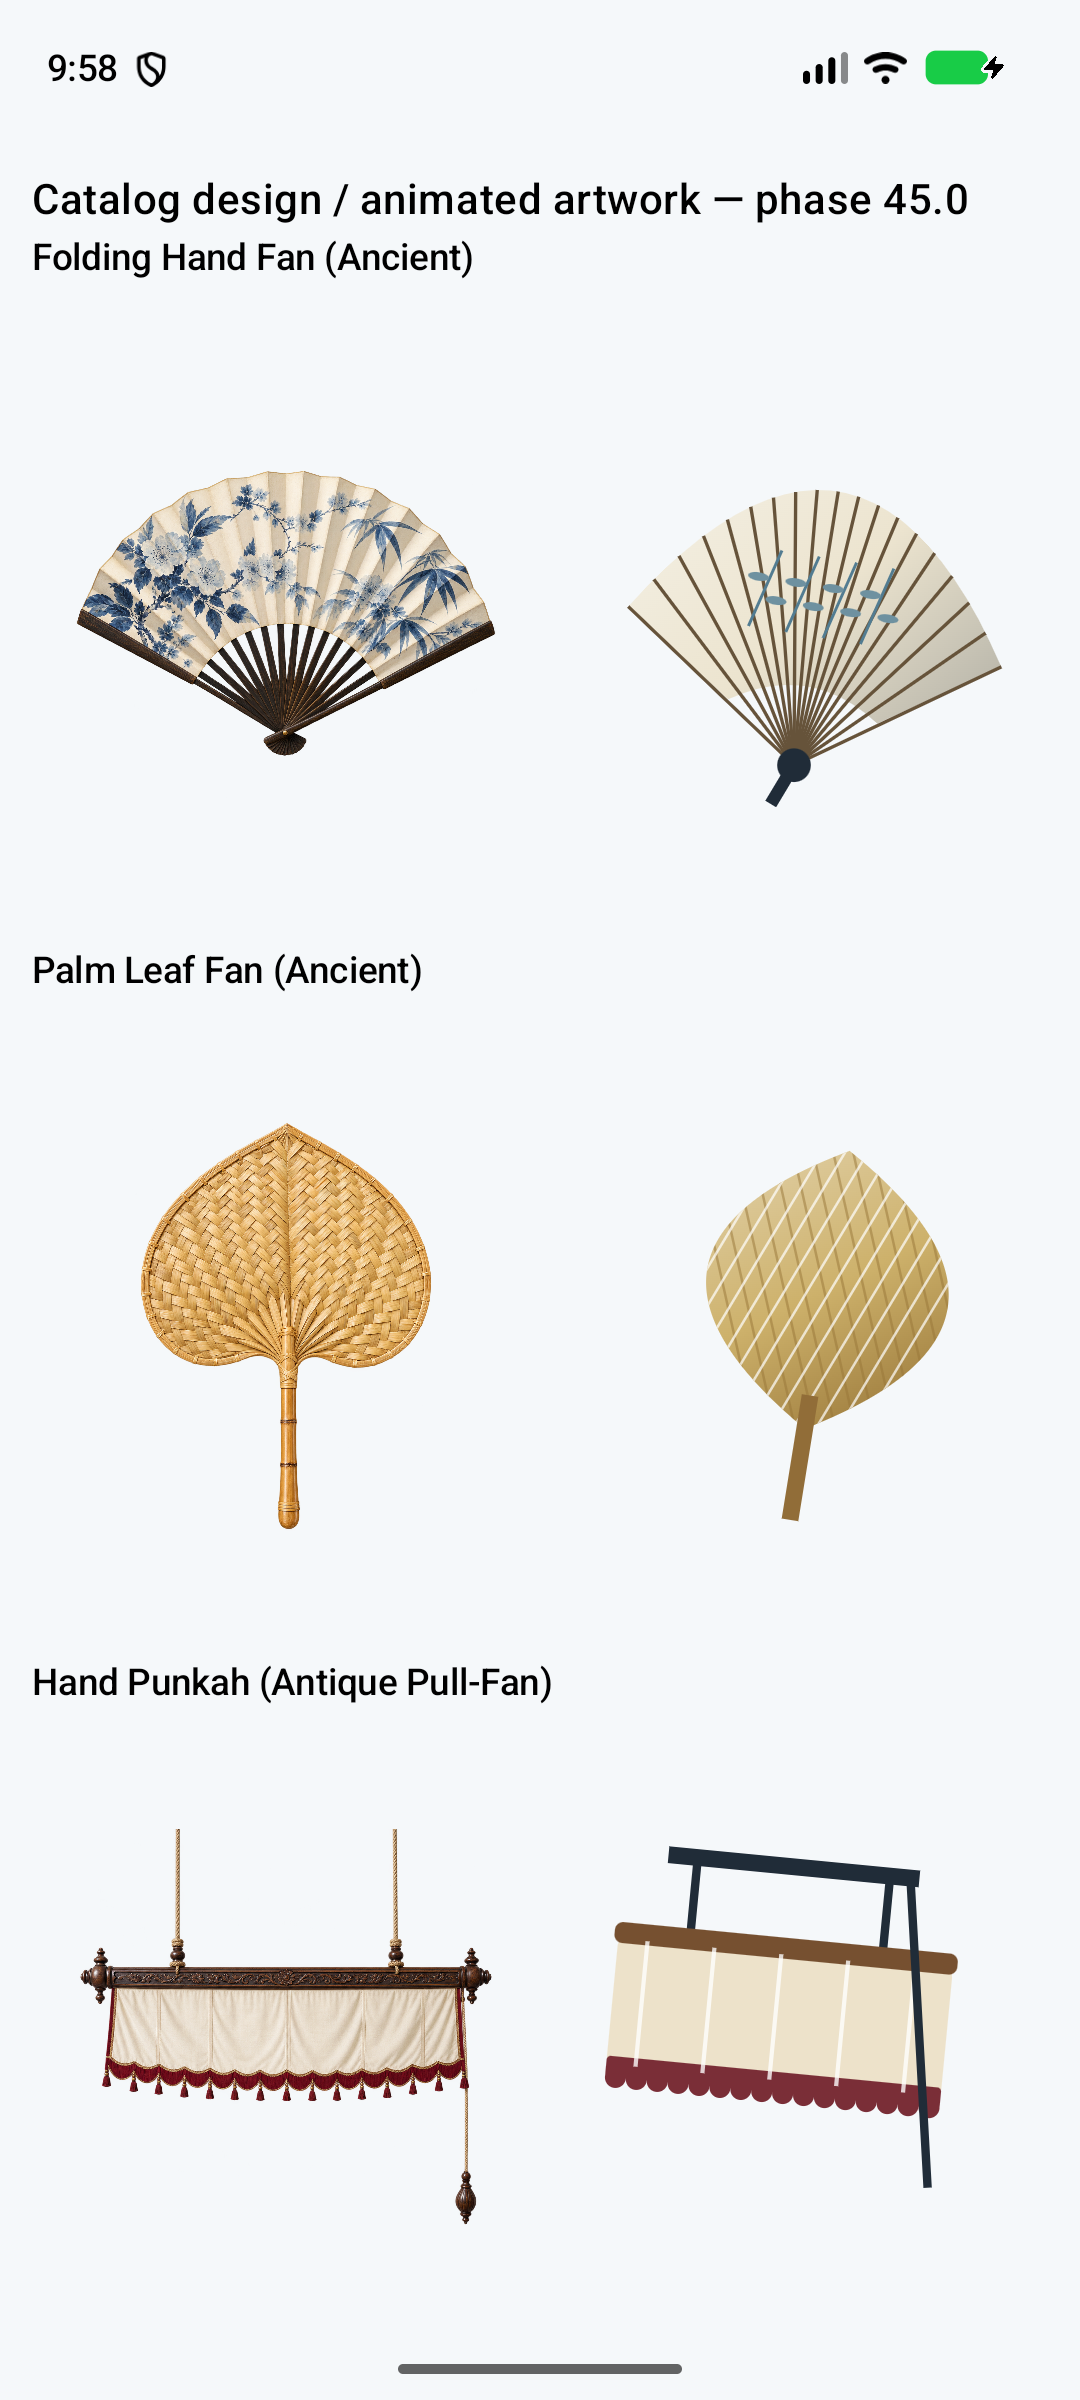 9:58
Catalog design / animated artwork — phase 45.0
Folding Hand Fan (Ancient)
Palm Leaf Fan (Ancient)
Hand Punkah (Antique Pull-Fan)